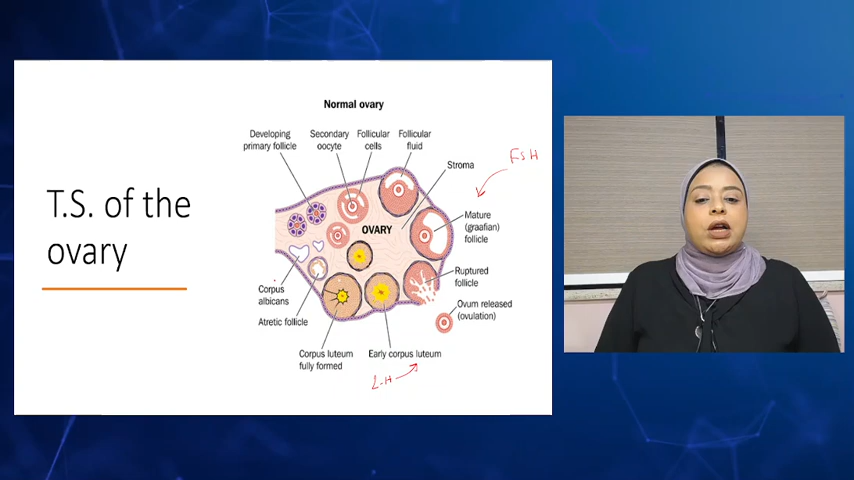 T.S. of the
ovary
Normal ovary
Developing
primary follicle
Secondary
oocyte
Follicular
cells
Follicular
fluid
Stroma
FSH
OVARY
Mature
(graafian)
follicle
Ruptured
follicle
Ovum released
(ovulation)
Corpus
albicans
Atretic follicle
Corpus luteum
fully formed
Early corpus luteum
L-H